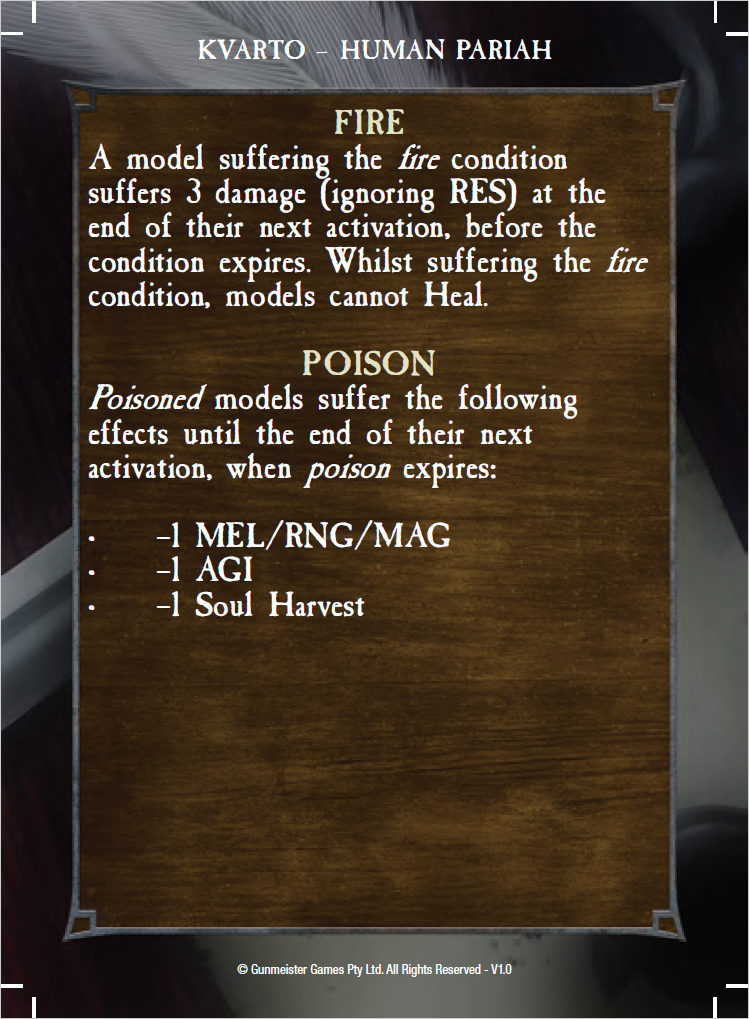 KVARTO – HUMAN PARIAH
FIRE
A model suffering the fire condition
suffers 3 damage (ignoring RES) at the
end of their next activation, before the
condition expires. Whilst suffering the fire
condition, models cannot Heal.
POISON
Poisoned models suffer the following
effects until the end of their next
activation, when poison expires:
• –1 MEL/RNG/MAG
• –1 AGI
• –1 Soul Harvest
© Gunmeister Games Pty Ltd. All Rights Reserved - V1.0